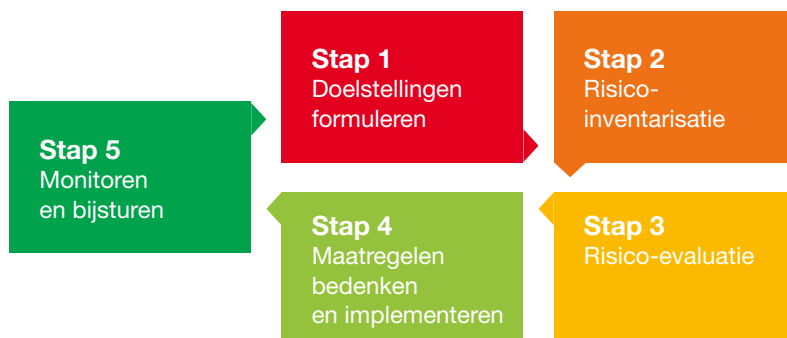 Stap 1
Doelstellingen
formuleren
Stap 2
Risico-
inventarisatie
Stap 3
Risico-evaluatie
Stap 4
Maatregelen
bedenken
en implementeren
Stap 5
Monitoren
en bijsturen